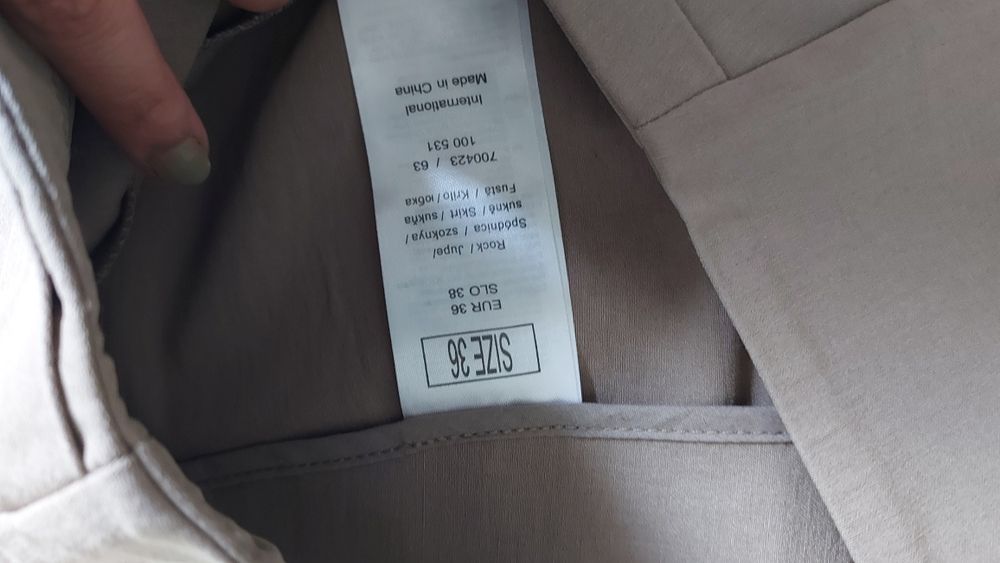 SIZE 36
EUR 36
SLO 38
Rock / Jupe/
Spódnica / szoknya/
sukně / Skirt / sukňa
Fustă / Krilo / юбка
700423 / 63
100 531
International
Made in China